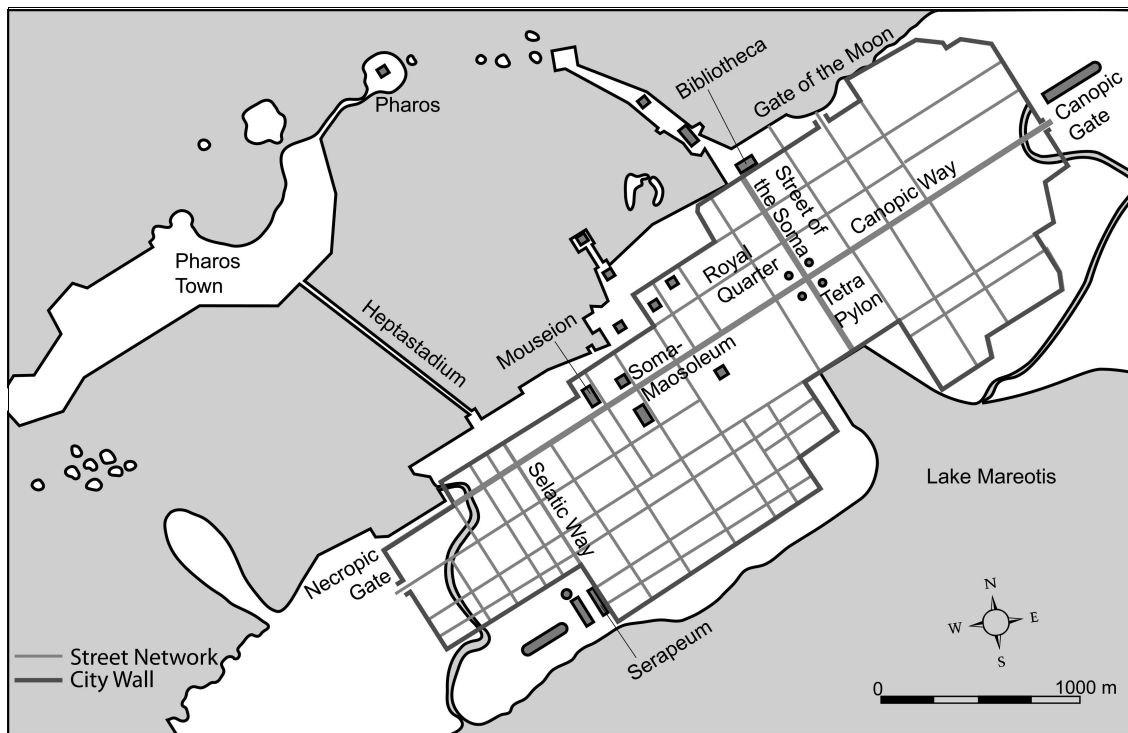 Pharos
Bibliotheca
Gate of the Moon
Canopic
Gate
Street of
the Soma
Canopic Way
Pharos
Town
Royal
Quarter
Tetra
Pylon
Heptastadium
Mouseion
Soma-
Maosoleum
Lake Mareotis
Selatic Way
Necropic
Gate
Serapeum
N
W
E
S
Street Network
City Wall
0
1000 m